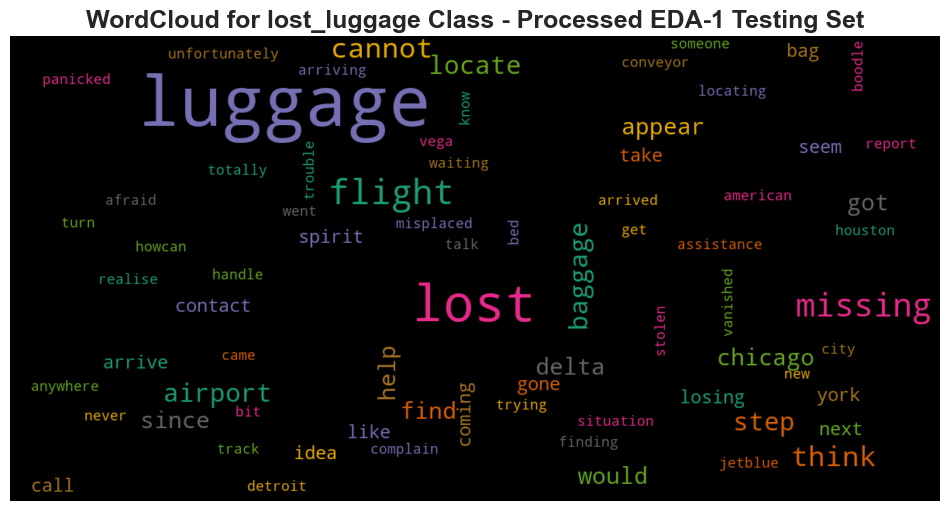 WordCloud for lost_luggage Class - Processed EDA-1 Testing Set
someone
cannot
unfortunately
bag
boodle
locate
conveyor
arriving
panicked
luggage
locating
know
appear
vega
seem
report
take
trouble
waiting
totally
flight
american
afraid
arrived
got
went
misplaced
turn
bed
get
houston
baggage
spirit
talk
assistance
howcan
handle
realise
vanished
contact
lost
missing
stolen
help
city
chicago
came
arrive
delta
new
gone
anywhere
airport
coming
york
losing
trying
find
bit
never
since
situation
step
next
like
finding
track
complain
idea
think
jetblue
would
call
detroit